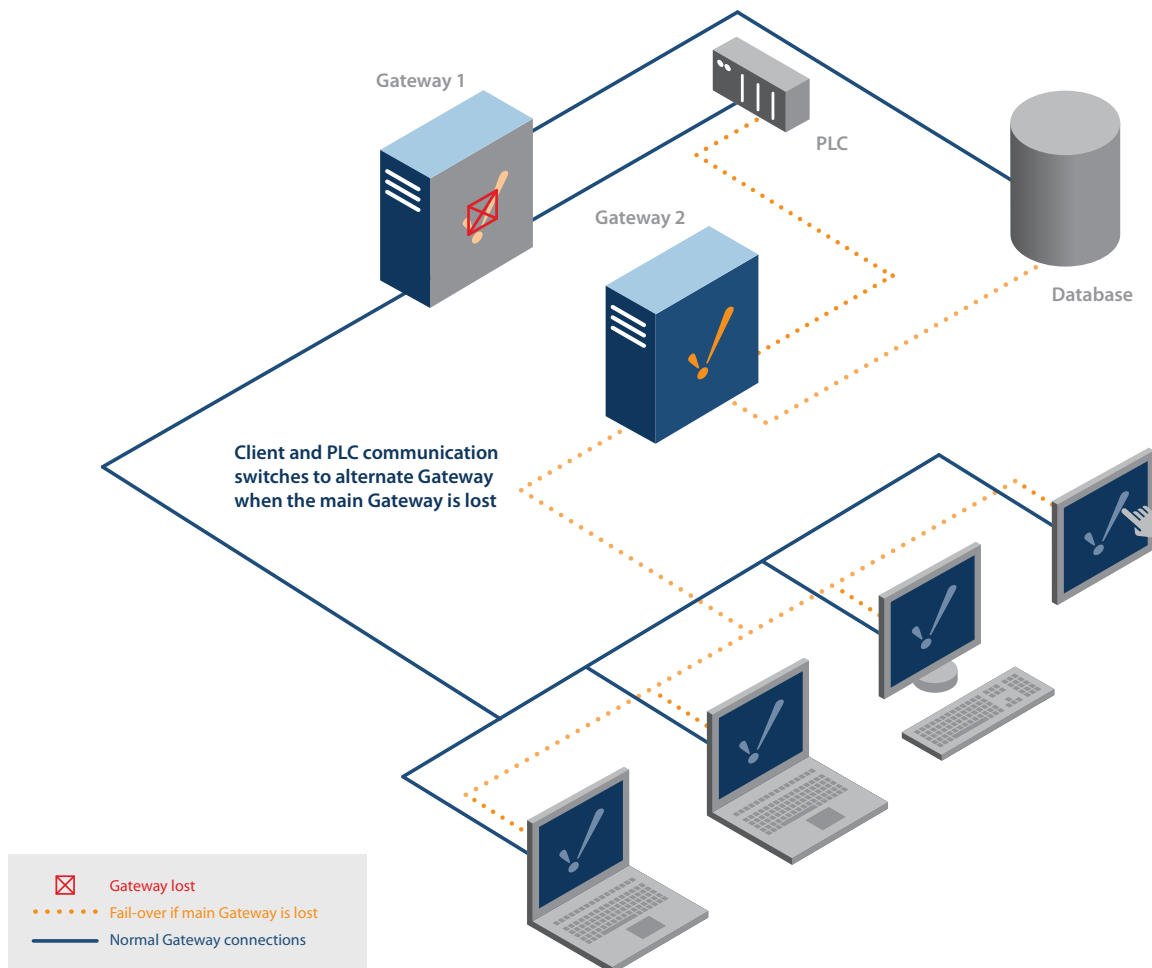 Gateway 1
PLC
Gateway 2
Database
Client and PLC communication
switches to alternate Gateway
when the main Gateway is lost
Gateway lost
Fail-over if main Gateway is lost
Normal Gateway connections